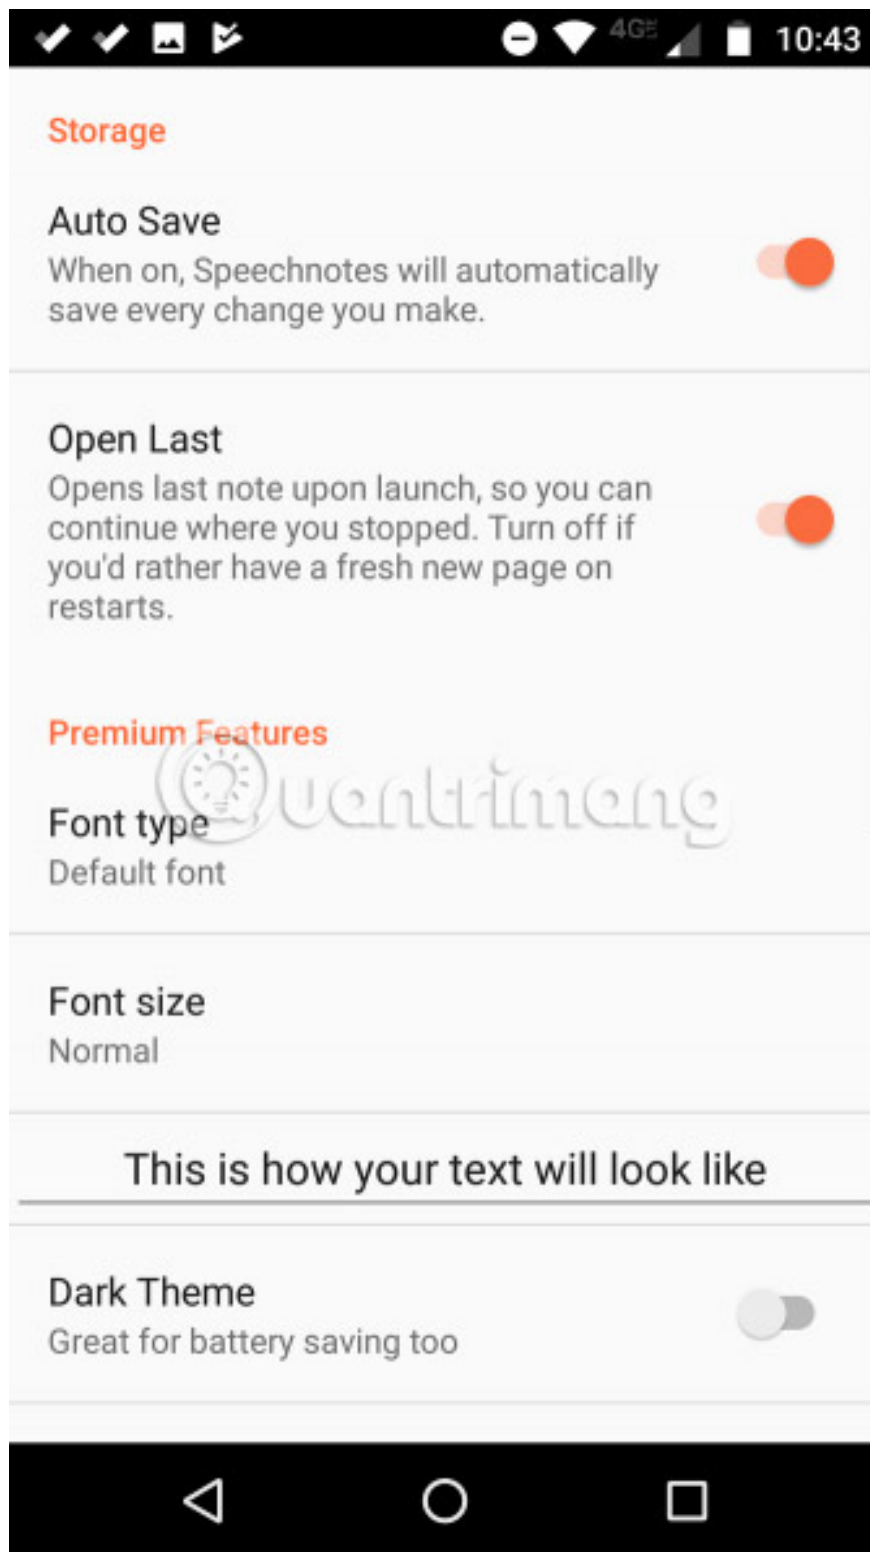 4G 10:43
Storage
Auto Save
When on, Speechnotes will automatically
save every change you make.
Open Last
Opens last note upon launch, so you can
continue where you stopped. Turn off if
you'd rather have a fresh new page on
restarts.
Premium Features
Quantrimang
Font type
Default font
Font size
Normal
This is how your text will look like
Dark Theme
Great for battery saving too